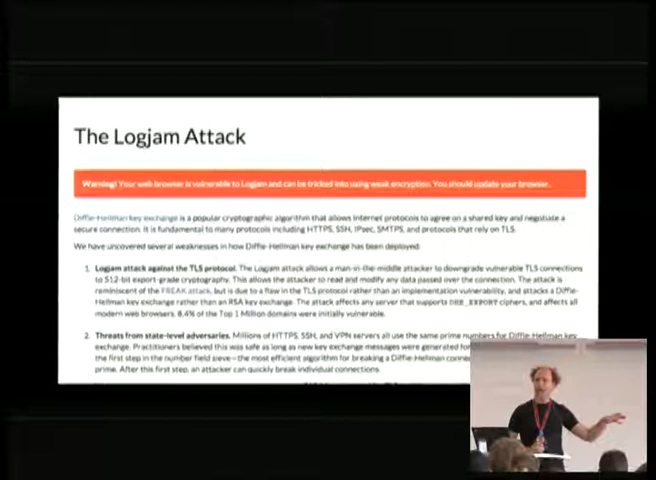 The Logjam Attack
Warning! Your web browser is vulnerable to Logjam and can be tricked into using weak encryption. You should update your browser.
Diffie-Hellman key exchange is a popular cryptographic algorithm that allows Internet protocols to agree on a shared key and negotiate a
secure connection. It is fundamental to many protocols including HTTPS, SSH, IPsec, SMTPS, and protocols that rely on TLS.
We have uncovered several weaknesses in how Diffie-Hellman key exchange has been deployed:
1. Logjam attack against the TLS protocol. The Logjam attack allows a man-in-the-middle attacker to downgrade vulnerable TLS connections
to 512-bit export-grade cryptography. This allows the attacker to read and modify any data passed over the connection. The attack is
reminiscent of the FREAK attack, but is due to a flaw in the TLS protocol rather than an implementation vulnerability, and attacks a Diffie-
Hellman key exchange rather than an RSA key exchange. The attack affects any server that supports DHE_EXPORT ciphers, and affects all
modern web browsers. 8.4% of the Top 1 Million domains were initially vulnerable.
2. Threats from state-level adversaries. Millions of HTTPS, SSH, and VPN servers all use the same prime numbers for Diffie-Hellman key
exchange. Practitioners believed this was safe as long as new key exchange messages were generated for
the first step in the number field sieve—the most efficient algorithm for breaking a Diffie-Hellman connec
prime. After this first step, an attacker can quickly break individual connections.